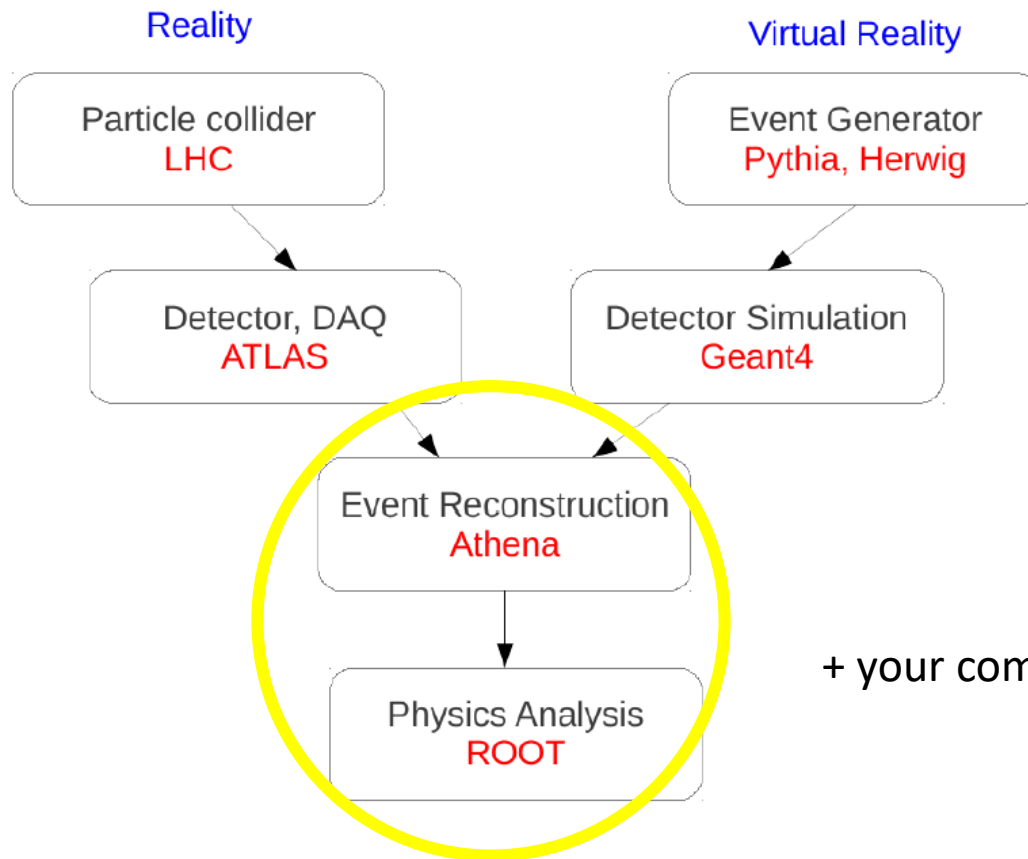 Reality
Virtual Reality
Particle collider
LHC
Event Generator
Pythia, Herwig
Detector, DAQ
ATLAS
Detector Simulation
Geant4
Event Reconstruction
Athena
+ your com
Physics Analysis
ROOT